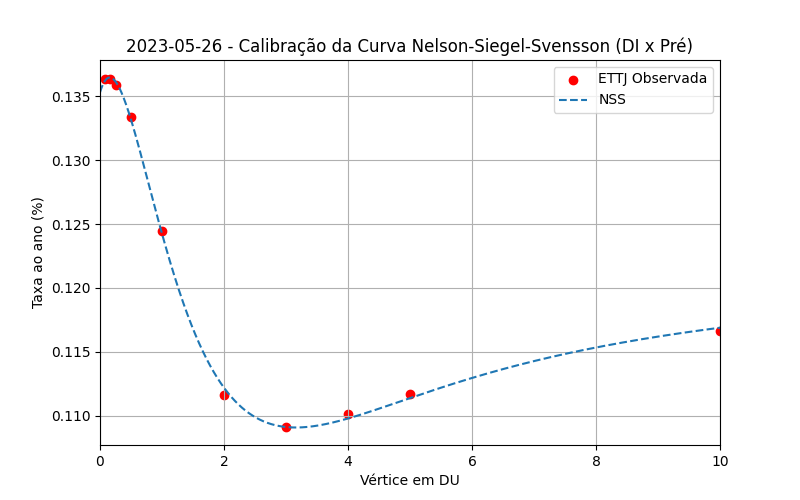 2023-05-26 - Calibração da Curva Nelson-Siegel-Svensson (DI x Pré)
ETTJ Observada
NSS
Taxa ao ano (%)
0.135
0.130
0.125
0.120
0.115
0.110
0 2 4 6 8 10
Vértice em DU